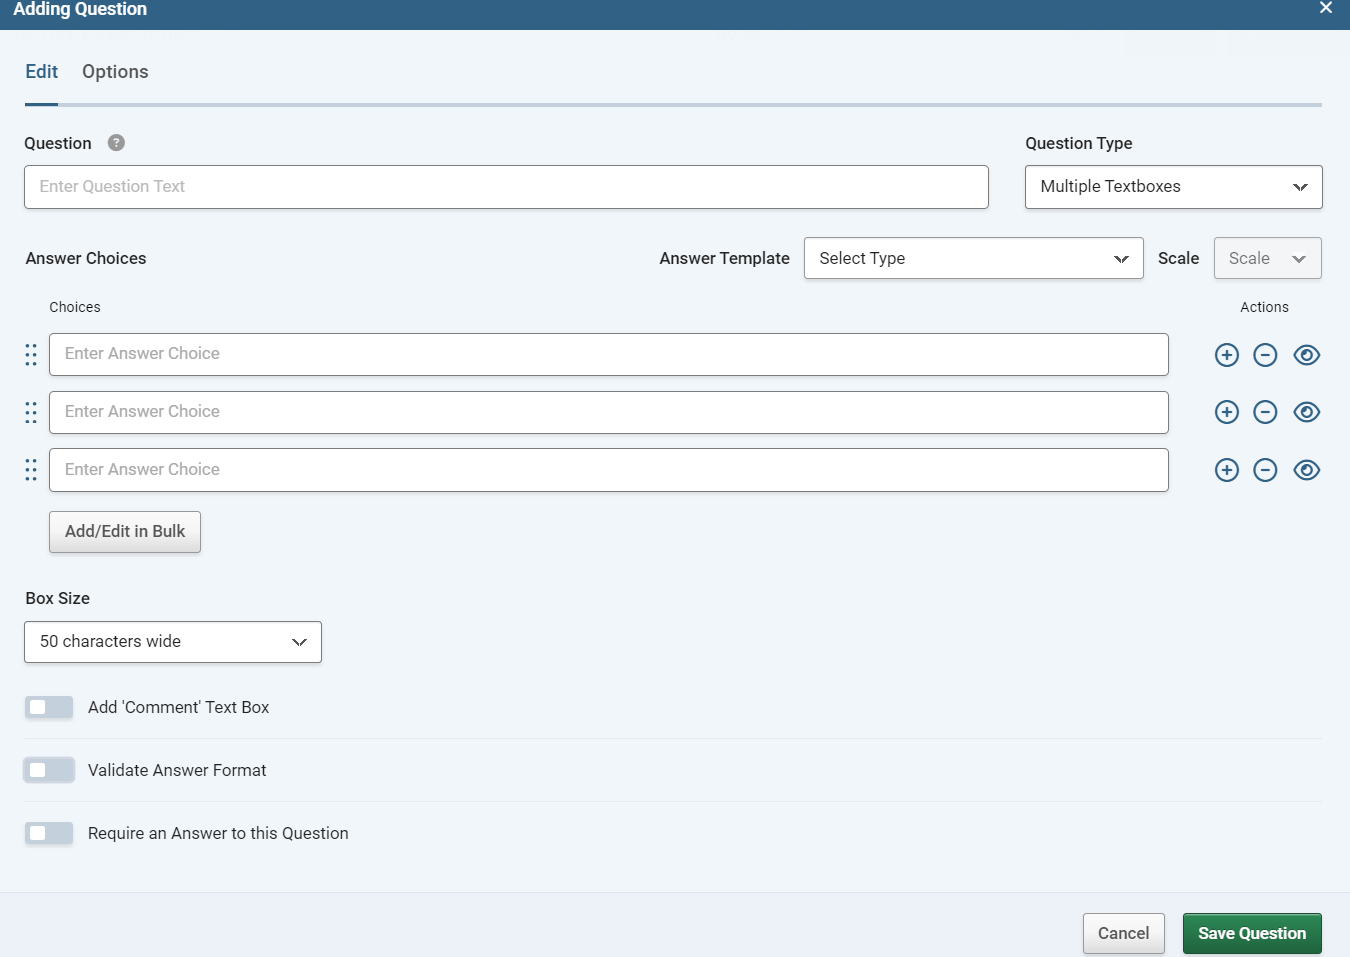 Adding Question
Edit Options
Question ?
Question Type
Enter Question Text
Multiple Textboxes
Answer Choices
Answer Template
Select Type
Scale
Scale
Choices
Actions
Enter Answer Choice
Enter Answer Choice
Enter Answer Choice
Add/Edit in Bulk
Box Size
50 characters wide
Add 'Comment' Text Box
Validate Answer Format
Require an Answer to this Question
Cancel
Save Question